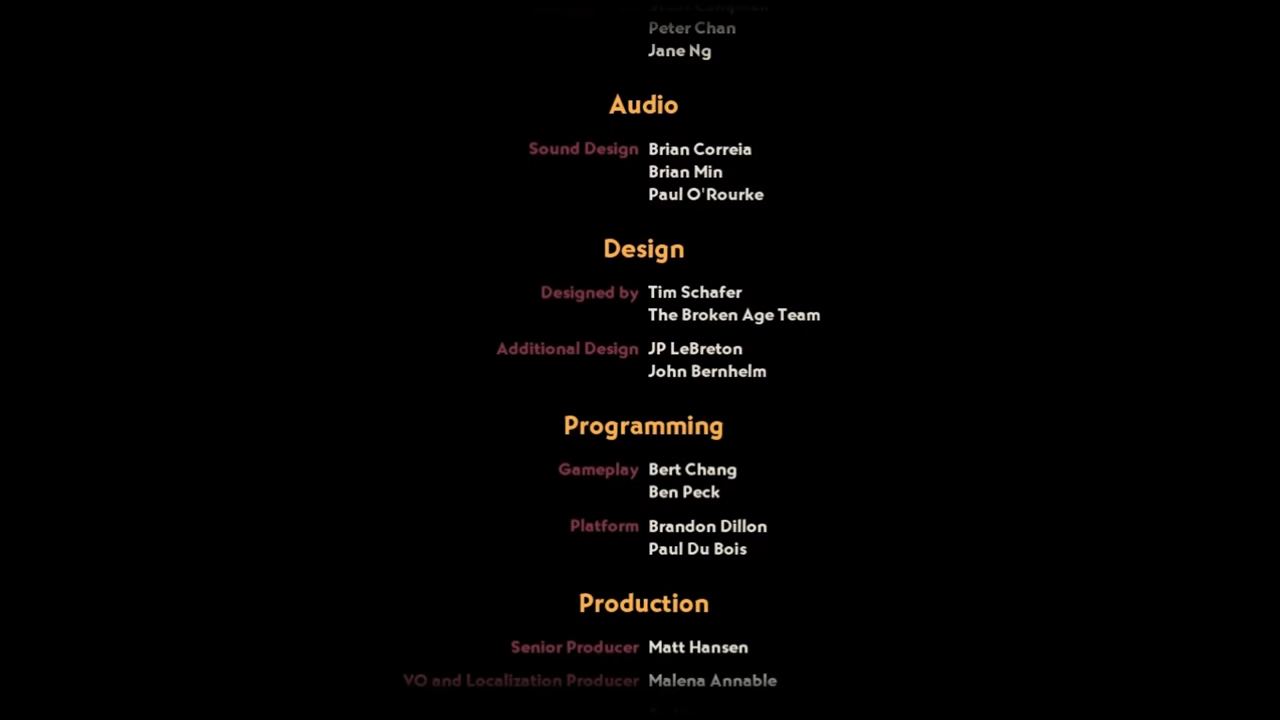 Peter Chan
Jane Ng
Audio
Sound Design Brian Correia
Brian Min
Paul O'Rourke
Design
Designed by Tim Schafer
The Broken Age Team
Additional Design JP LeBreton
John Bernhelm
Programming
Gameplay Bert Chang
Ben Peck
Platform Brandon Dillon
Paul Du Bois
Production
Senior Producer Matt Hansen
VO and Localization Producer Malena Annable